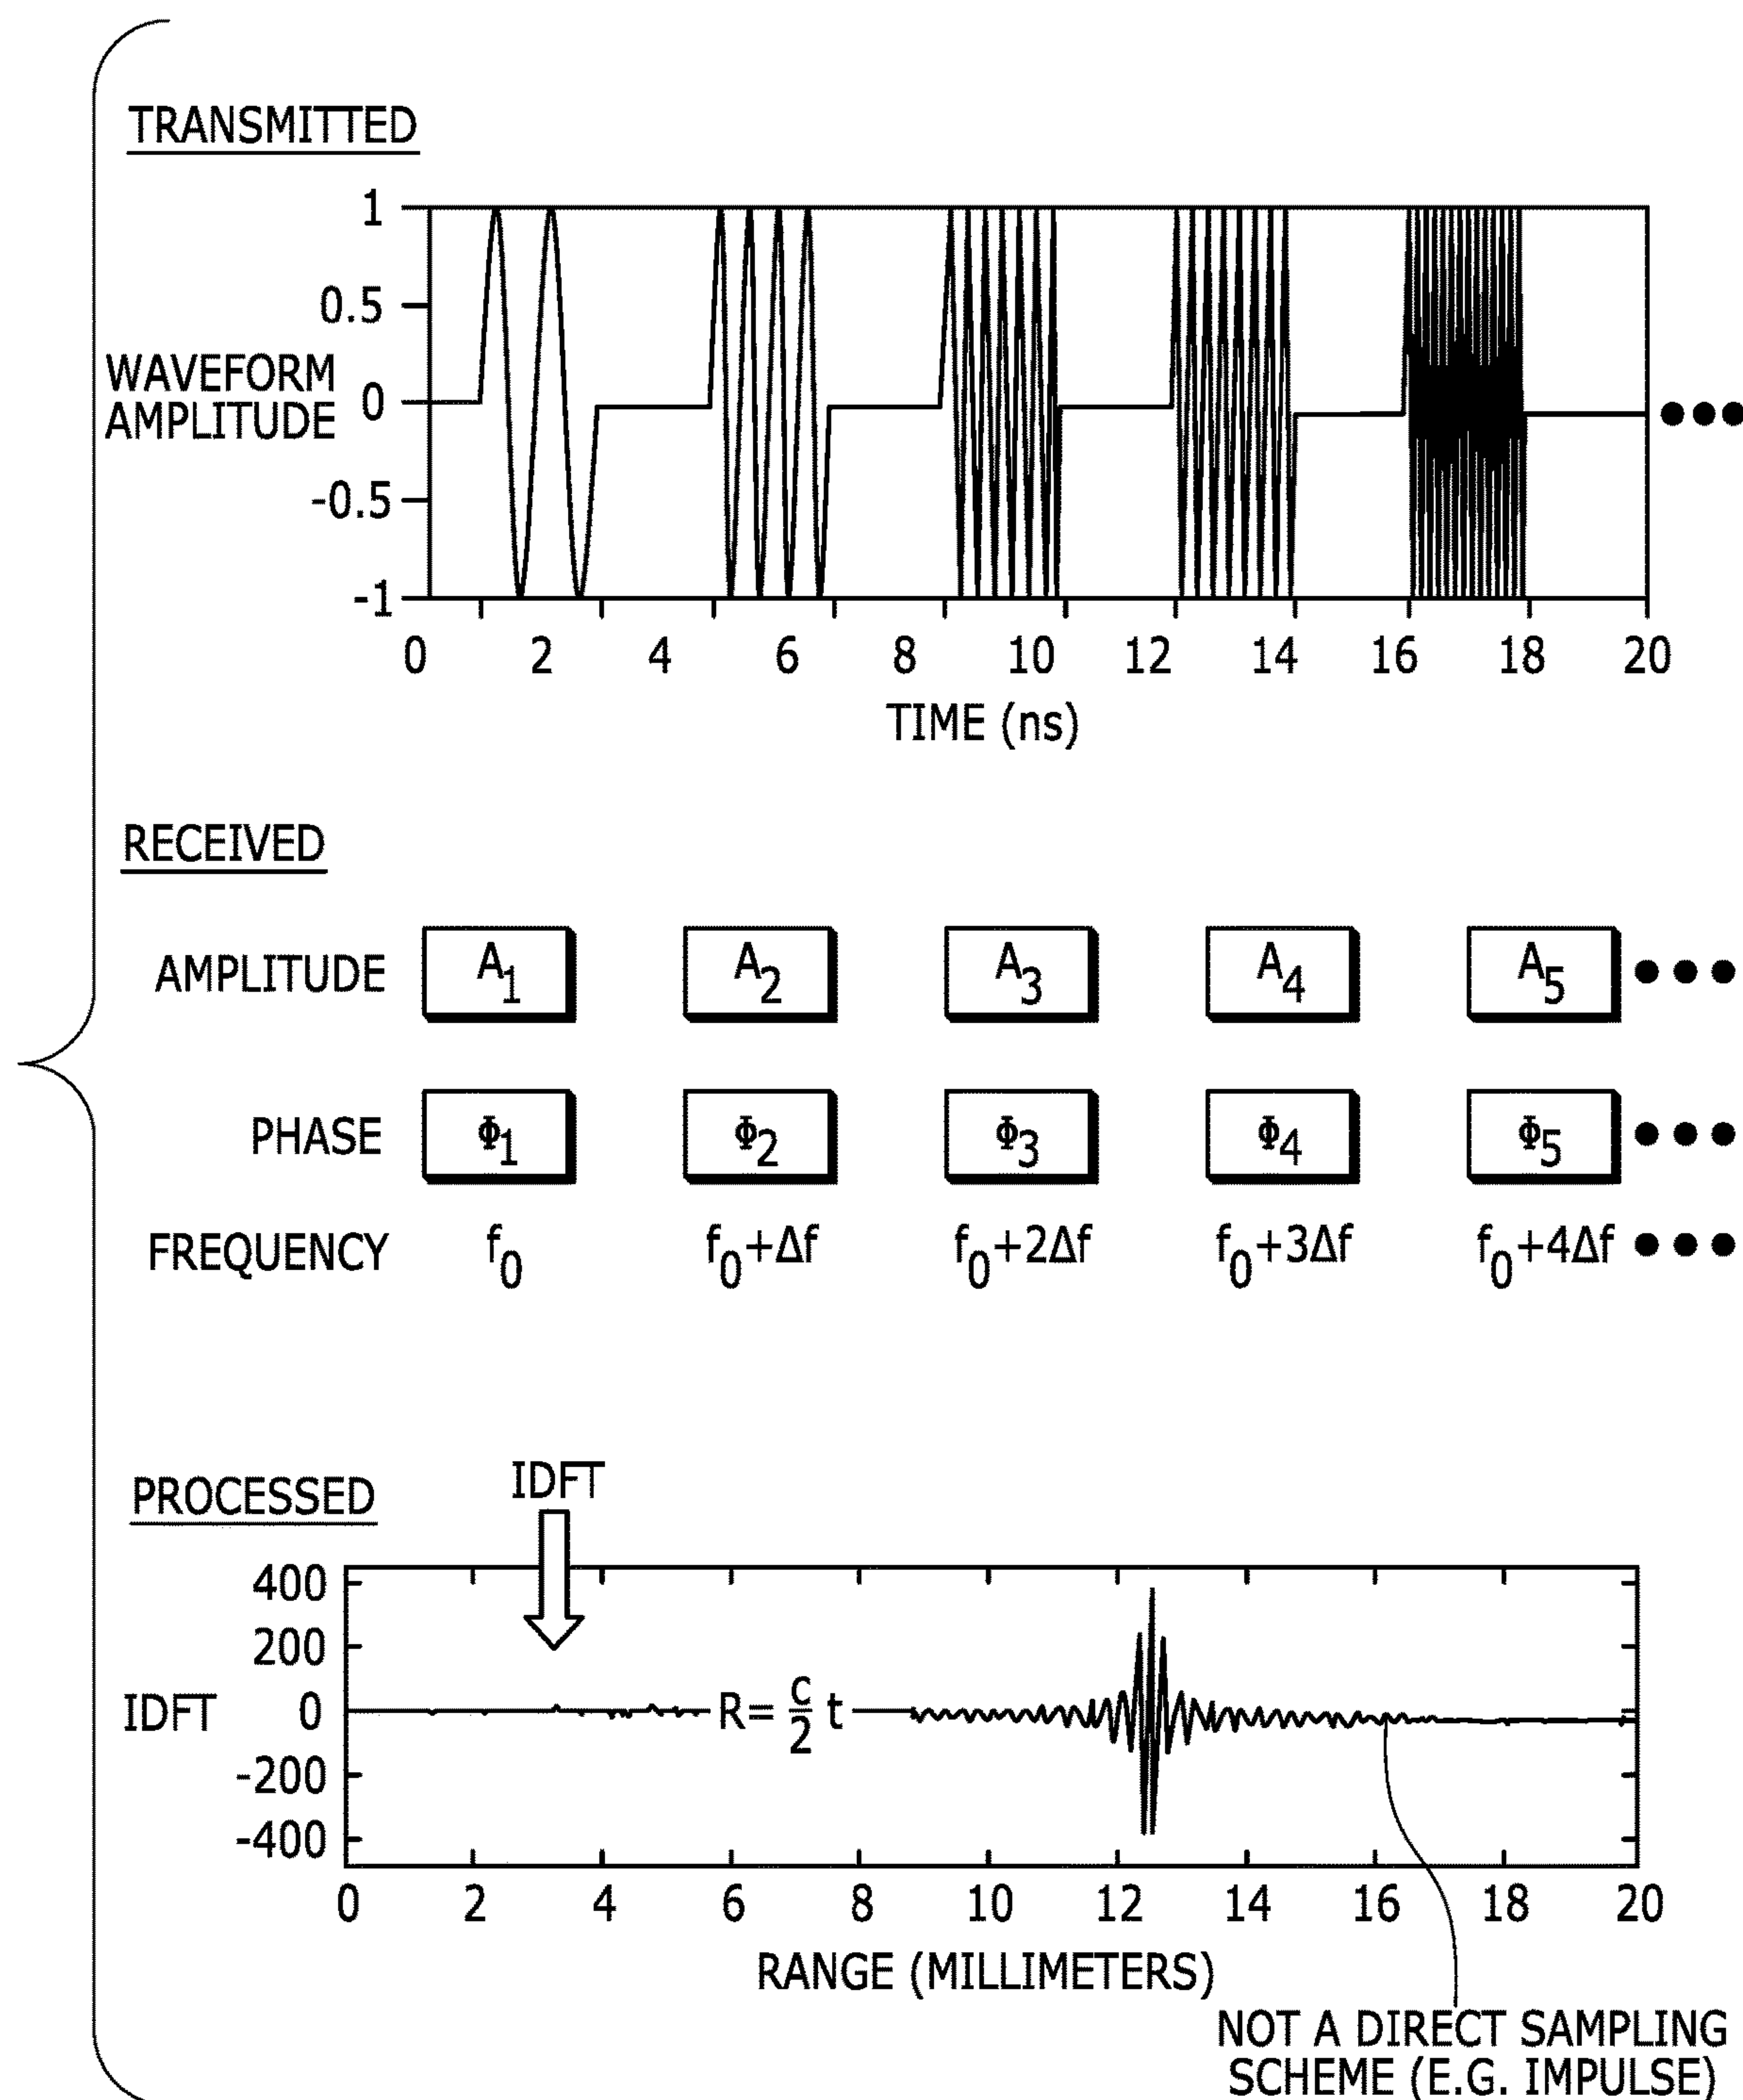 TRANSMITTED
1
0.5
WAVEFORM
AMPLITUDE
0
-0.5
-1
0 2 4 6 8 10 12 14 16 18 20
TIME (ns)
RECEIVED
AMPLITUDE A1 A2 A3 A4 A5
PHASE Φ1 Φ2 Φ3 Φ4 Φ5
FREQUENCY f0 f0+Δf f0+2Δf f0+3Δf f0+4Δf
PROCESSED
IDFT
400
200
IDFT 0
R= c/2 t
-200
-400
0 2 4 6 8 10 12 14 16 18 20
RANGE (MILLIMETERS)
NOT A DIRECT SAMPLING
SCHEME (E.G. IMPULSE)